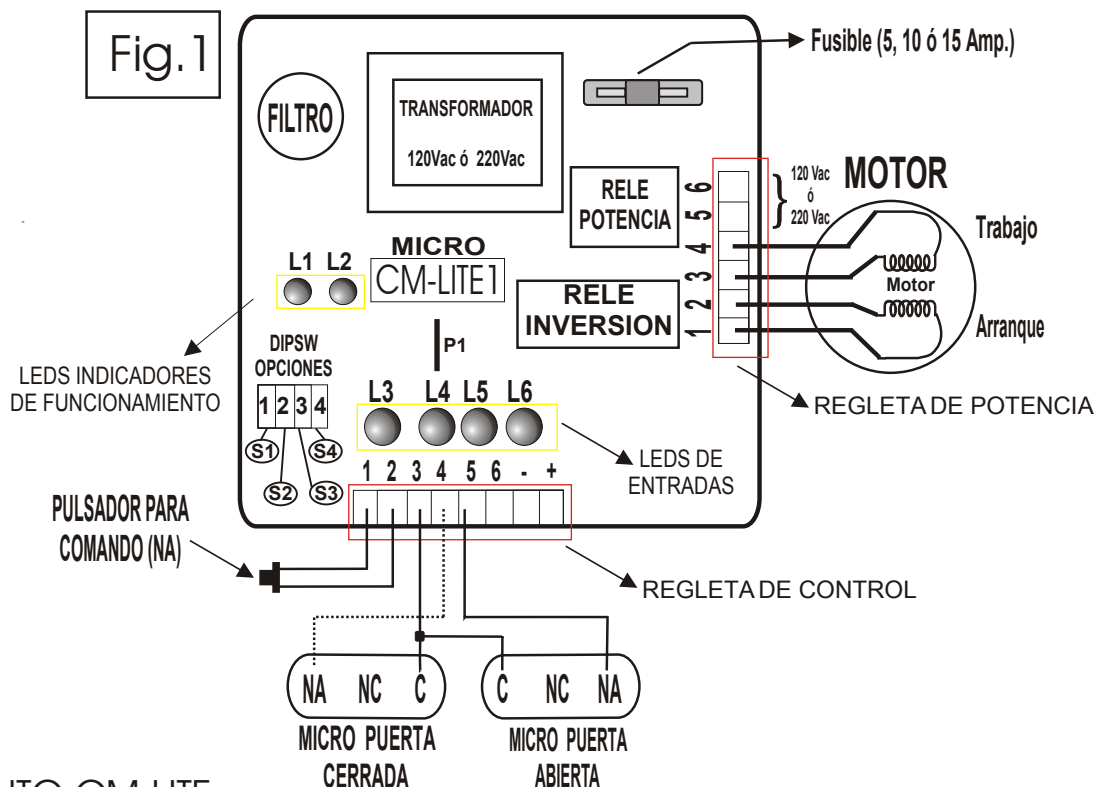 Fig.1
Fusible (5, 10 ó 15 Amp.)
FILTRO
TRANSFORMADOR
120Vac ó 220Vac
RELE
POTENCIA
6
5
4
3
2
1
120 Vac
ó
220 Vac
MOTOR
Trabajo
Motor
Arranque
MICRO
CM-LITE1
L1 L2
RELE
INVERSION
P1
DIPSW
OPCIONES
1 2 3 4
S1 S4
S2 S3
LEDS INDICADORES
DE FUNCIONAMIENTO
L3 L4 L5 L6
REGLETA DE POTENCIA
LEDS DE
ENTRADAS
1 2 3 4 5 6 - +
PULSADOR PARA
COMANDO (NA)
REGLETA DE CONTROL
NA NC C
C NC NA
MICRO PUERTA
CERRADA
MICRO PUERTA
ABIERTA